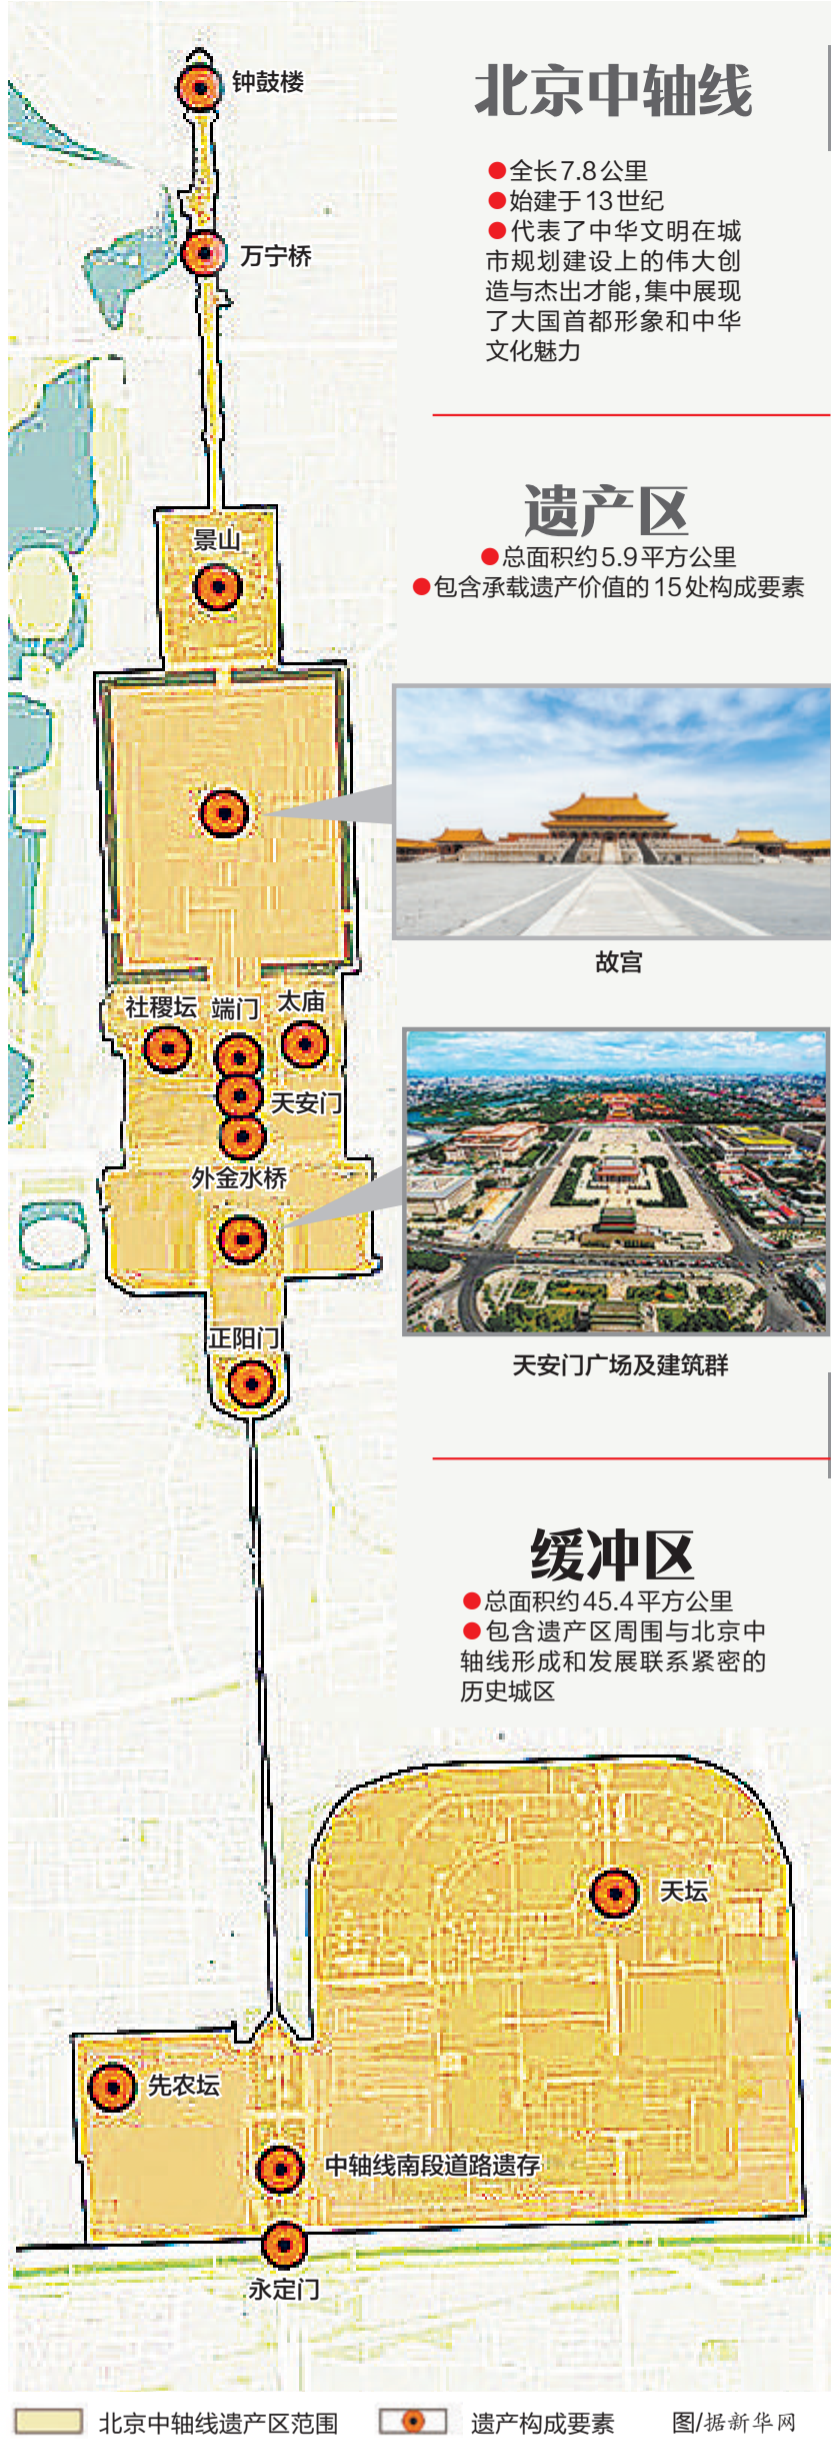 北京中轴线
●全长7.8公里
●始建于13世纪
●代表了中华文明在城
市规划建设上的伟大创
造与杰出才能,集中展现
了大国首都形象和中华
文化魅力
遗产区
●总面积约5.9平方公里
●包含承载遗产价值的15处构成要素
故宫
天安门广场及建筑群
缓冲区
●总面积约45.4平方公里
●包含遗产区周围与北京中
轴线形成和发展联系紧密的
历史城区
钟鼓楼
万宁桥
景山
社稷坛
端门
太庙
天安门
外金水桥
正阳门
天坛
先农坛
中轴线南段道路遗存
永定门
北京中轴线遗产区范围
遗产构成要素
图/据新华网